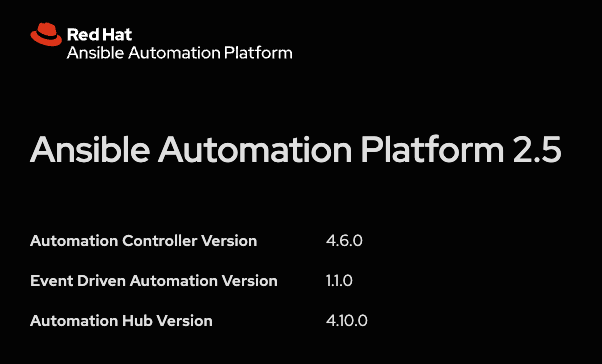 Red Hat
Ansible Automation Platform
Ansible Automation Platform 2.5
Automation Controller Version 4.6.0
Event Driven Automation Version 1.1.0
Automation Hub Version 4.10.0